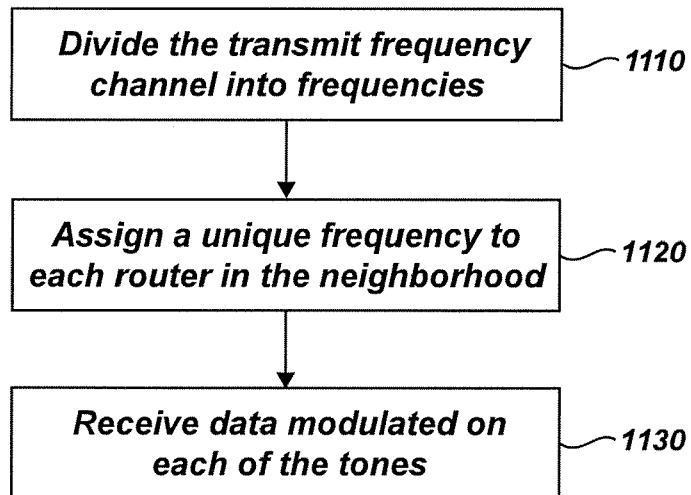 Divide the transmit frequency
channel into frequencies
1110
Assign a unique frequency to
each router in the neighborhood
1120
Receive data modulated on
each of the tones
1130